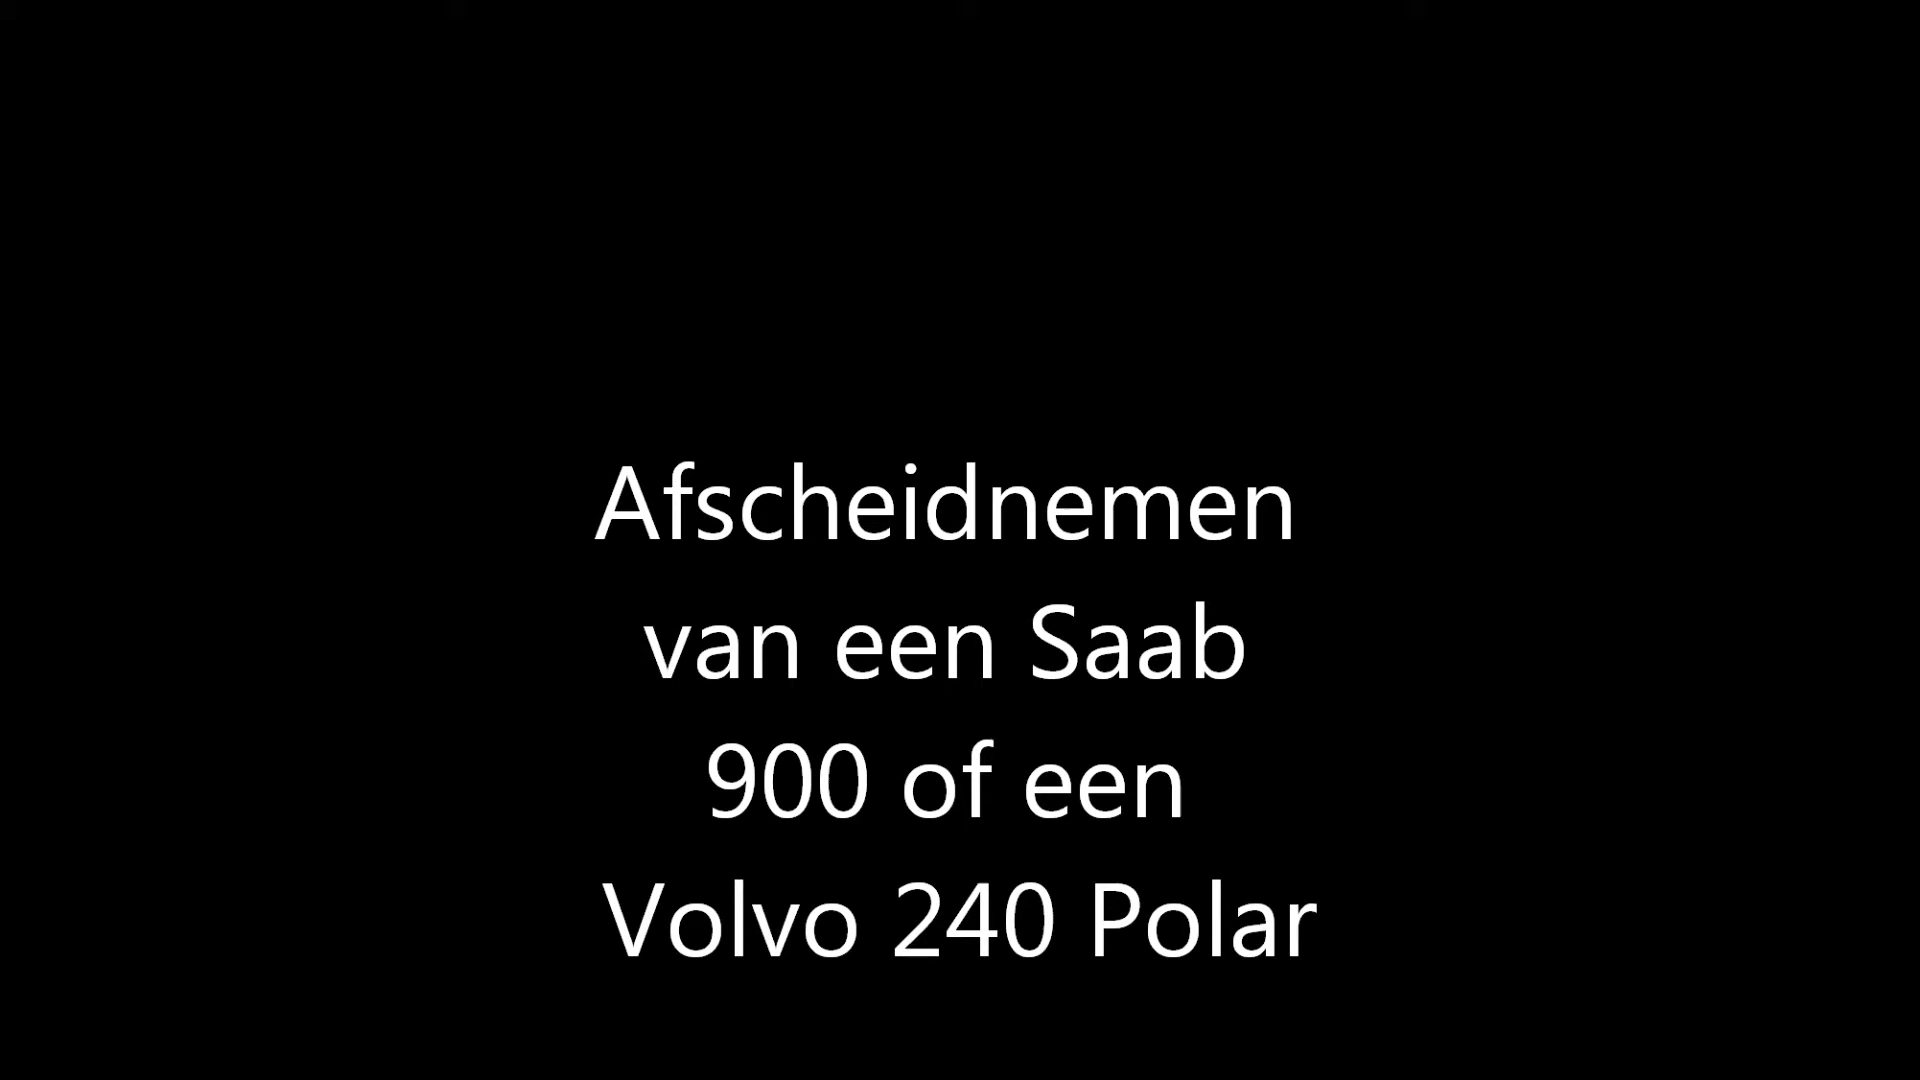 Afscheidnemen
van een Saab
900 of een
Volvo 240 Polar